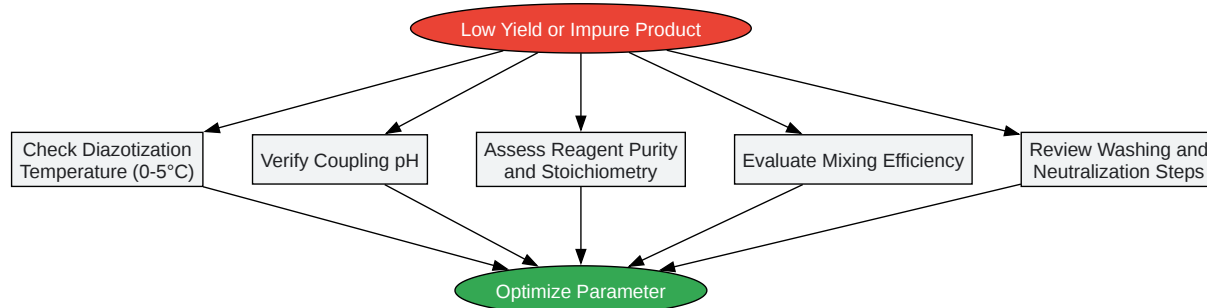 Low Yield or Impure Product
Check Diazotization
Temperature (0-5°C)
Verify Coupling pH
Assess Reagent Purity
and Stoichiometry
Evaluate Mixing Efficiency
Review Washing and
Neutralization Steps
Optimize Parameter